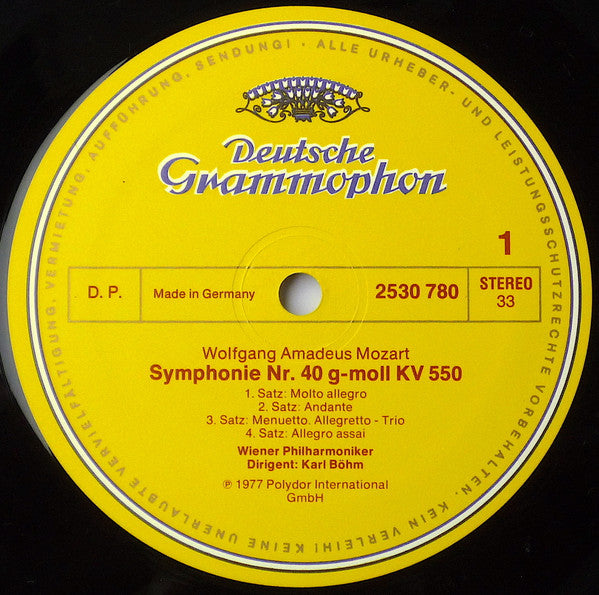 ALLE URHEBER- UND LEISTUNGSSCHUTZRECHTE VORBEHALTEN. KEIN VERLEIH! KEINE UNERLAUBTE VERVIELFÄLTIGUNG, VERMIETUNG, AUFFÜHRUNG, SENDUNG! ·
Deutsche
Grammophon
1
D. P.
Made in Germany
2530 780
STEREO
33
Wolfgang Amadeus Mozart
Symphonie Nr. 40 g-moll KV 550
1. Satz: Molto allegro
2. Satz: Andante
3. Satz: Menuetto. Allegretto - Trio
4. Satz: Allegro assai
Wiener Philharmoniker
Dirigent: Karl Böhm
℗ 1977 Polydor International
GmbH